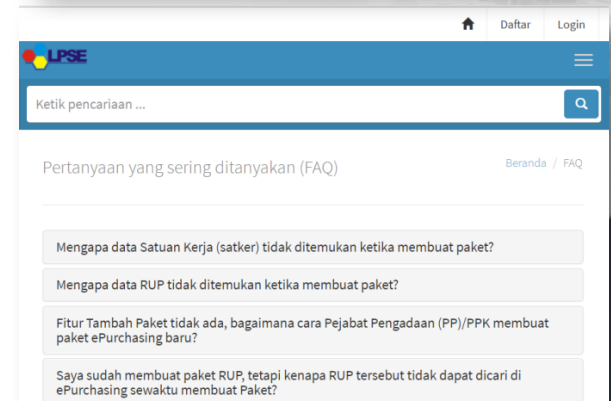 Daftar Login
LPSE
Ketik pencariaan ...
Pertanyaan yang sering ditanyakan (FAQ)
Beranda / FAQ
Mengapa data Satuan Kerja (satker) tidak ditemukan ketika membuat paket?
Mengapa data RUP tidak ditemukan ketika membuat paket?
Fitur Tambah Paket tidak ada, bagaimana cara Pejabat Pengadaan (PP)/PPK membuat
paket ePurchasing baru?
Saya sudah membuat paket RUP, tetapi kenapa RUP tersebut tidak dapat dicari di
ePurchasing sewaktu membuat Paket?